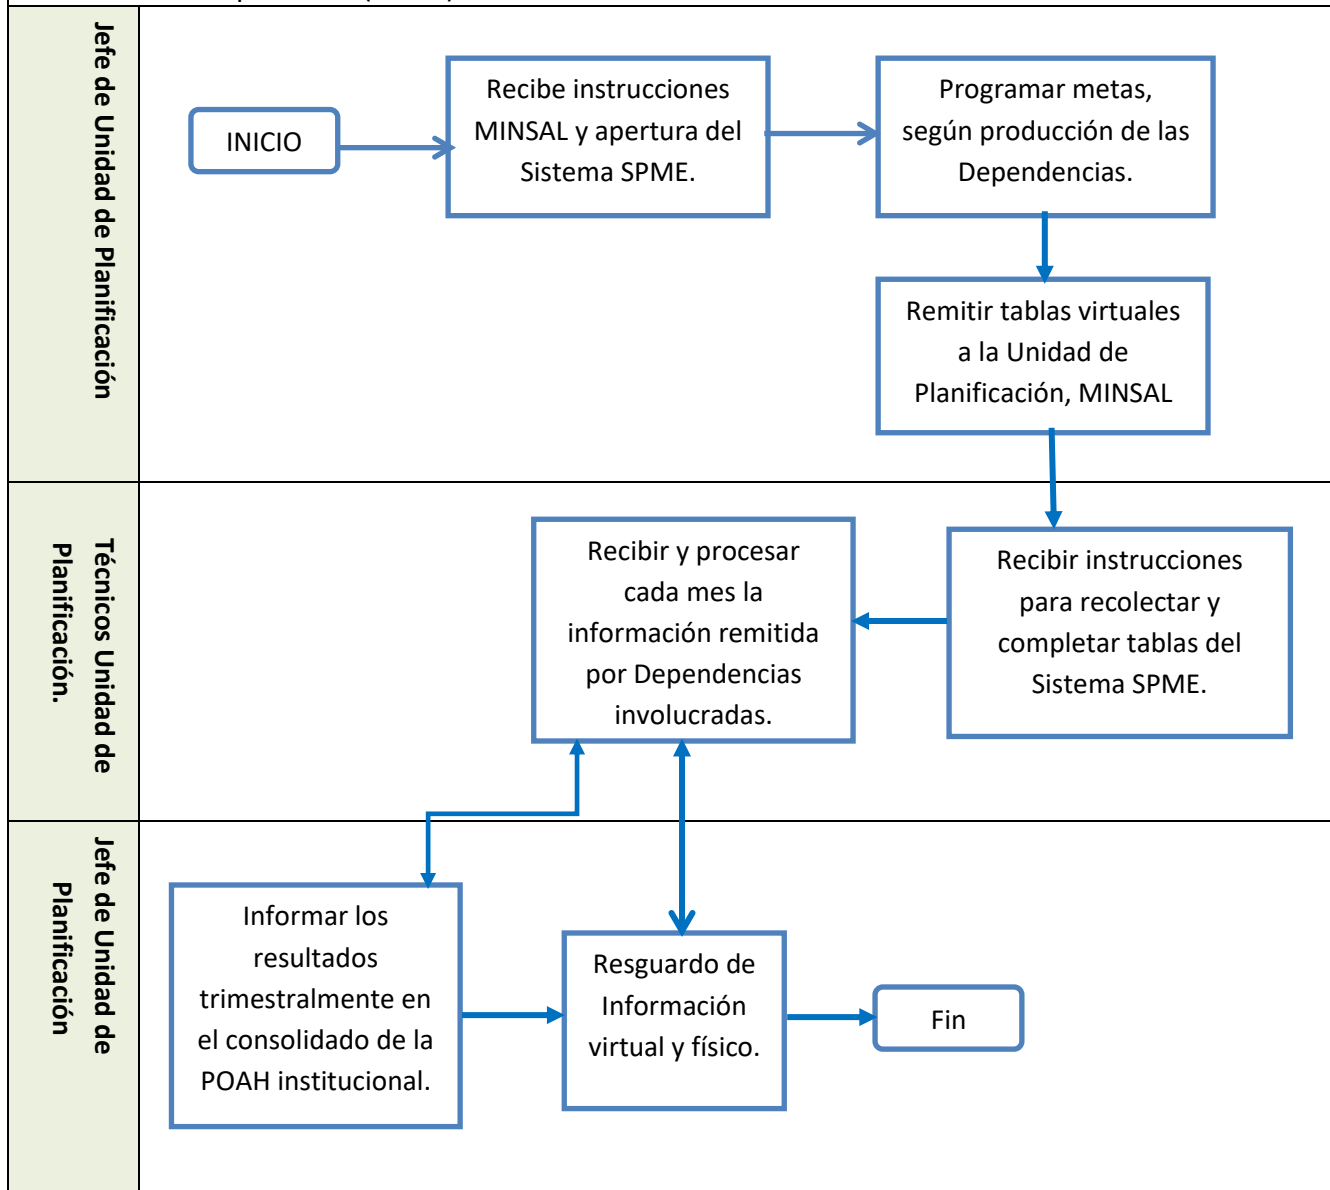 Jefe de Unidad de Planificación
INICIO
Recibe instrucciones
MINSAL y apertura del
Sistema SPME.
Programar metas,
según producción de las
Dependencias.
Remitir tablas virtuales
a la Unidad de
Planificación, MINSAL
Técnicos Unidad de
Planificación.
Recibir y procesar
cada mes la
información remitida
por Dependencias
involucradas.
Recibir instrucciones
para recolectar y
completar tablas del
Sistema SPME.
Jefe de Unidad de
Planificación
Informar los
resultados
trimestralmente en
el consolidado de la
POAH institucional.
Resguardo de
Información
virtual y físico.
Fin